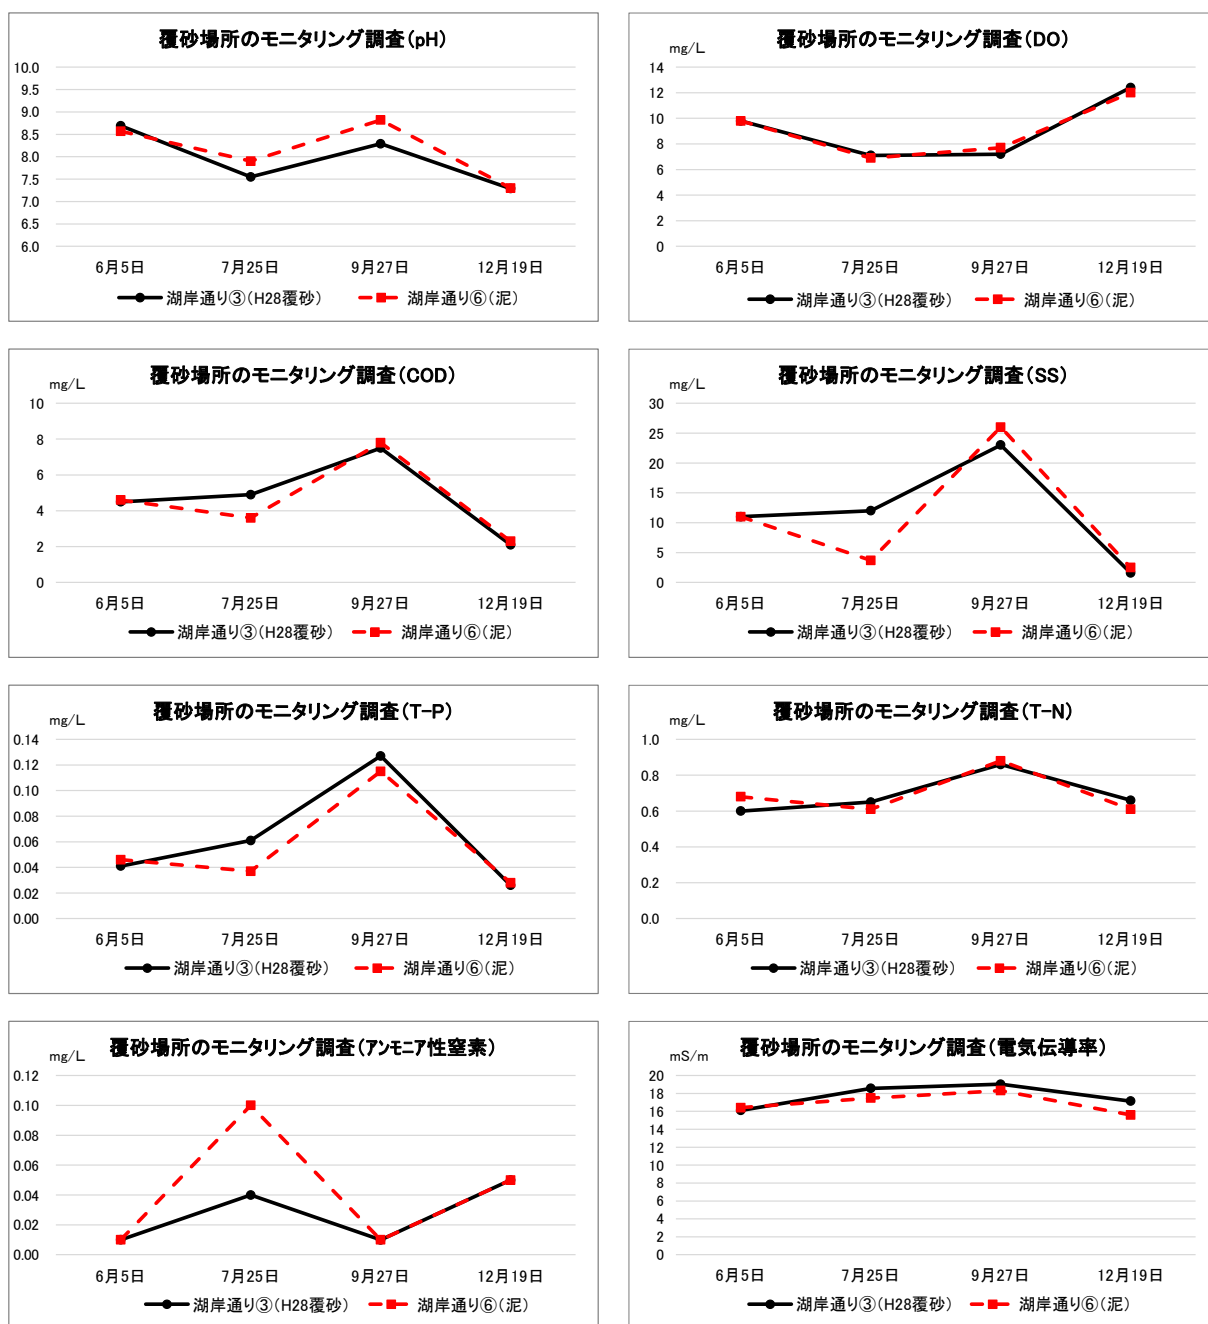 覆砂場所のモニタリング調査(pH)
10.0
9.5
9.0
8.5
8.0
7.5
7.0
6.5
6.0
6月5日 7月25日 9月27日 12月19日
湖岸通り③(H28覆砂) 湖岸通り⑥(泥)
覆砂場所のモニタリング調査(DO)
mg/L
14
12
10
8
6
4
2
0
6月5日 7月25日 9月27日 12月19日
湖岸通り③(H28覆砂) 湖岸通り⑥(泥)
覆砂場所のモニタリング調査(COD)
mg/L
10
8
6
4
2
0
6月5日 7月25日 9月27日 12月19日
湖岸通り③(H28覆砂) 湖岸通り⑥(泥)
覆砂場所のモニタリング調査(SS)
mg/L
30
25
20
15
10
5
0
6月5日 7月25日 9月27日 12月19日
湖岸通り③(H28覆砂) 湖岸通り⑥(泥)
覆砂場所のモニタリング調査(T-P)
mg/L
0.14
0.12
0.10
0.08
0.06
0.04
0.02
0.00
6月5日 7月25日 9月27日 12月19日
湖岸通り③(H28覆砂) 湖岸通り⑥(泥)
覆砂場所のモニタリング調査(T-N)
mg/L
1.0
0.8
0.6
0.4
0.2
0.0
6月5日 7月25日 9月27日 12月19日
湖岸通り③(H28覆砂) 湖岸通り⑥(泥)
覆砂場所のモニタリング調査(アンモニア性窒素)
mg/L
0.12
0.10
0.08
0.06
0.04
0.02
0.00
6月5日 7月25日 9月27日 12月19日
湖岸通り③(H28覆砂) 湖岸通り⑥(泥)
覆砂場所のモニタリング調査(電気伝導率)
mS/m
20
18
16
14
12
10
8
6
4
2
0
6月5日 7月25日 9月27日 12月19日
湖岸通り③(H28覆砂) 湖岸通り⑥(泥)